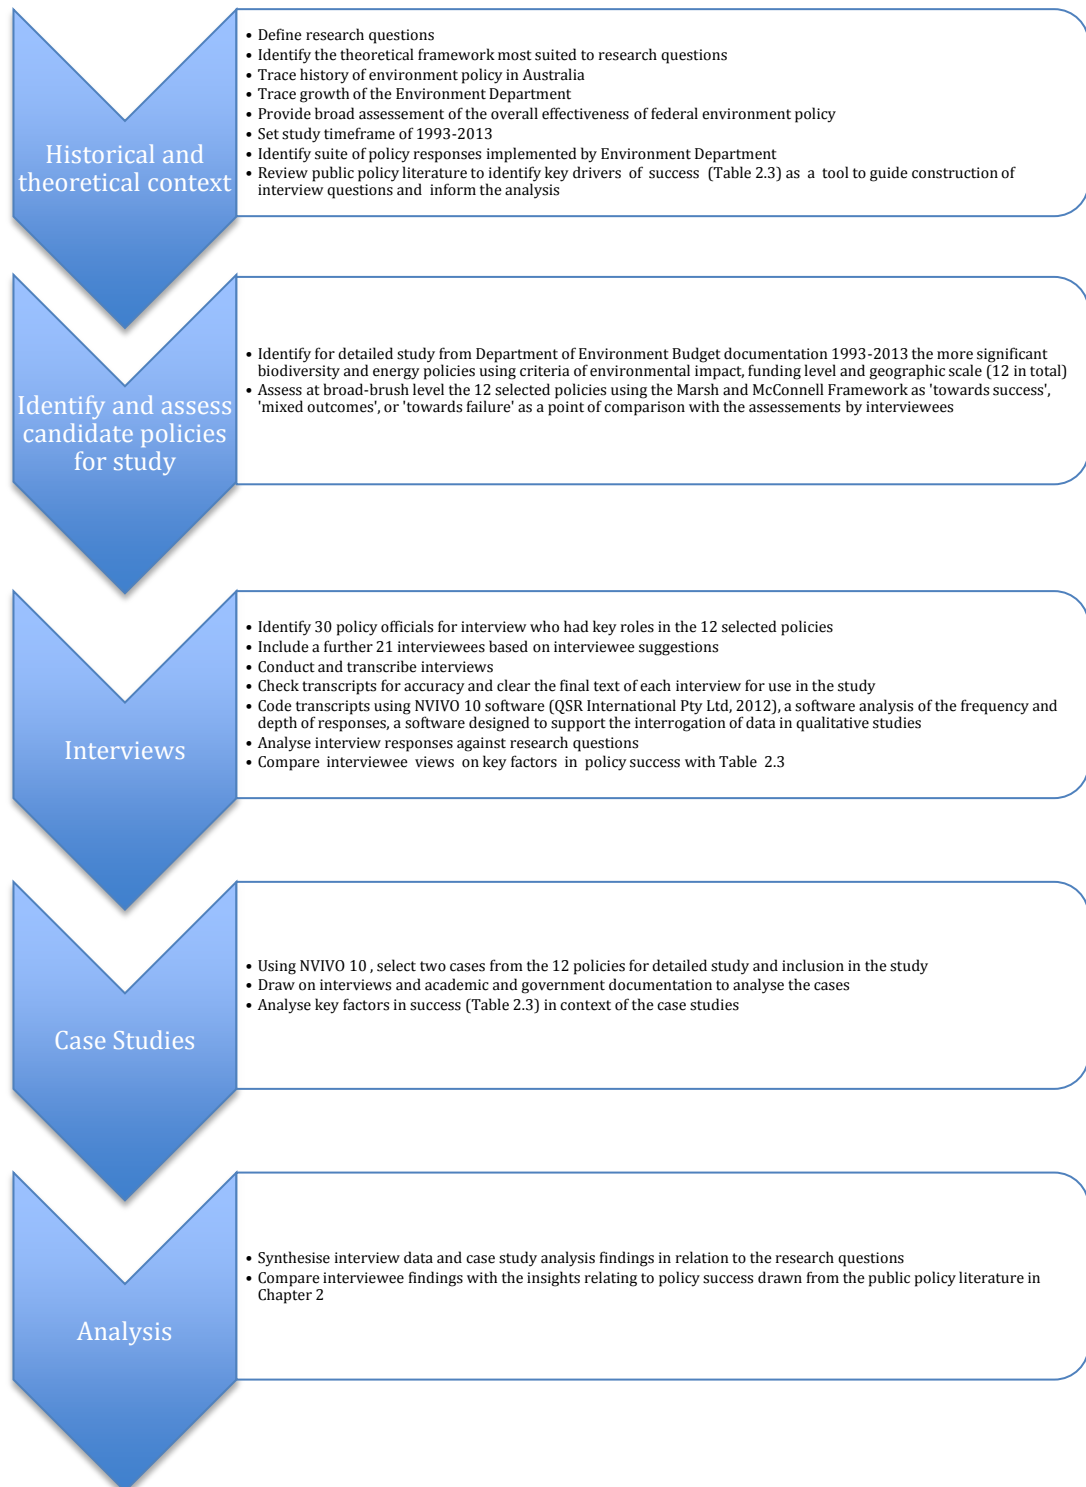 Historical and
theoretical context
• Define research questions
• Identify the theoretical framework most suited to research questions
• Trace history of environment policy in Australia
• Trace growth of the Environment Department
• Provide broad assessement of the overall effectiveness of federal environment policy
• Set study timeframe of 1993-2013
• Identify suite of policy responses implemented by Environment Department
• Review public policy literature to identify key drivers of success (Table 2.3) as a tool to guide construction of
interview questions and inform the analysis
Identify and assess
candidate policies
for study
• Identify for detailed study from Department of Environment Budget documentation 1993-2013 the more significant
biodiversity and energy policies using criteria of environmental impact, funding level and geographic scale (12 in total)
• Assess at broad-brush level the 12 selected policies using the Marsh and McConnell Framework as 'towards success',
'mixed outcomes', or 'towards failure' as a point of comparison with the assessements by interviewees
Interviews
• Identify 30 policy officials for interview who had key roles in the 12 selected policies
• Include a further 21 interviewees based on interviewee suggestions
• Conduct and transcribe interviews
• Check transcripts for accuracy and clear the final text of each interview for use in the study
• Code transcripts using NVIVO 10 software (QSR International Pty Ltd, 2012), a software analysis of the frequency and
depth of responses, a software designed to support the interrogation of data in qualitative studies
• Analyse interview responses against research questions
• Compare interviewee views on key factors in policy success with Table 2.3
Case Studies
• Using NVIVO 10 , select two cases from the 12 policies for detailed study and inclusion in the study
• Draw on interviews and academic and government documentation to analyse the cases
• Analyse key factors in success (Table 2.3) in context of the case studies
Analysis
• Synthesise interview data and case study analysis findings in relation to the research questions
• Compare interviewee findings with the insights relating to policy success drawn from the public policy literature in
Chapter 2